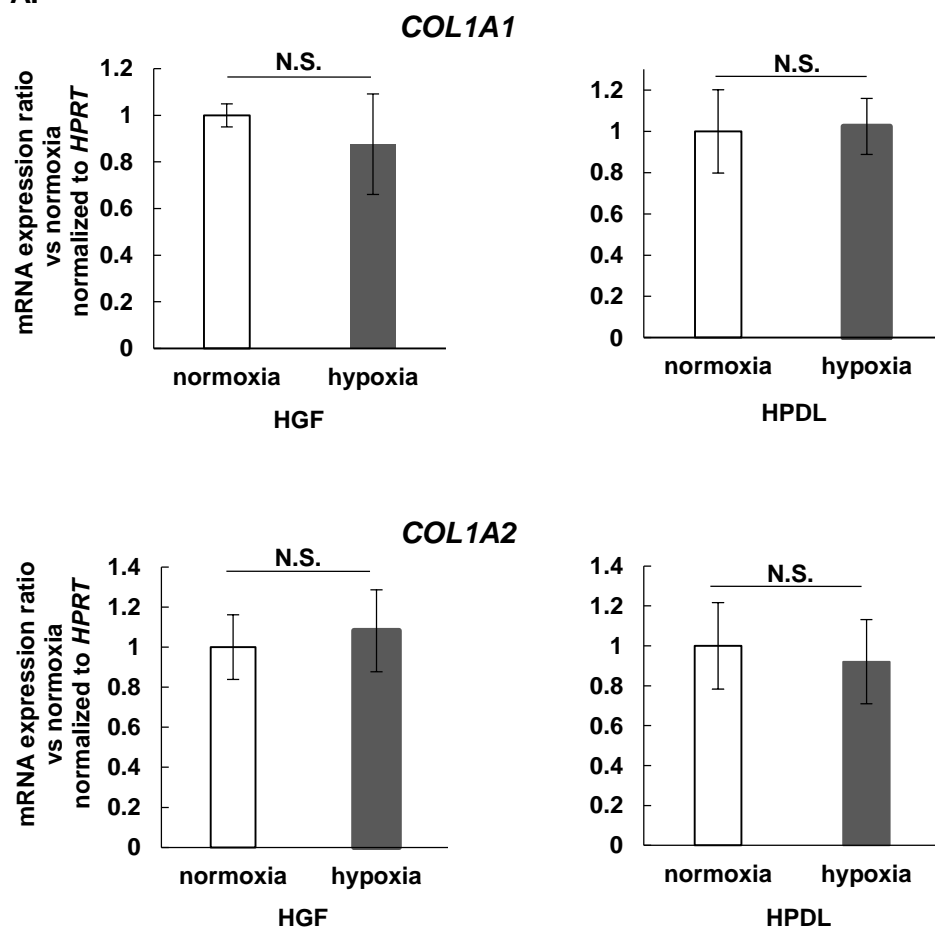 COL1A1
mRNA expression ratio
vs normoxia
normalized to HPRT
N.S.
1.2
1
0.8
0.6
0.4
0.2
0
normoxia hypoxia
HGF
N.S.
1.2
1
0.8
0.6
0.4
0.2
0
normoxia hypoxia
HPDL
COL1A2
mRNA expression ratio
vs normoxia
normalized to HPRT
N.S.
1.4
1.2
1
0.8
0.6
0.4
0.2
0
normoxia hypoxia
HGF
N.S.
1.4
1.2
1
0.8
0.6
0.4
0.2
0
normoxia hypoxia
HPDL